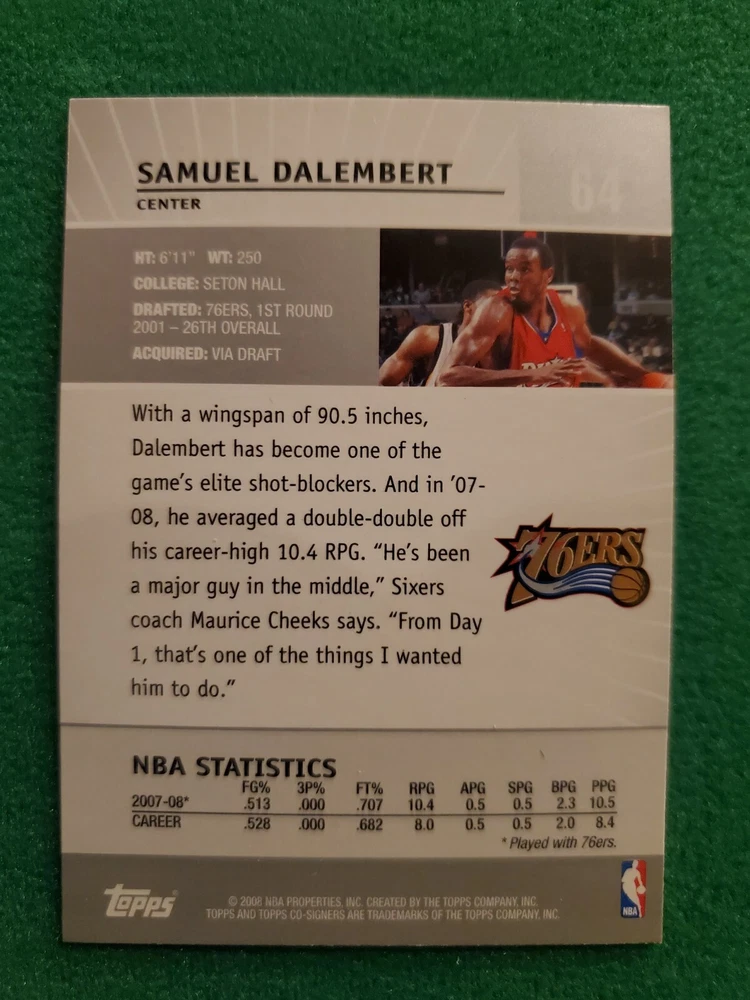 SAMUEL DALEMBERT
CENTER
64
HT: 6'11" WT: 250
COLLEGE: SETON HALL
DRAFTED: 76ERS, 1ST ROUND
2001 – 26TH OVERALL
ACQUIRED: VIA DRAFT
With a wingspan of 90.5 inches,
Dalembert has become one of the
game's elite shot-blockers. And in '07-
08, he averaged a double-double off
his career-high 10.4 RPG. "He's been
a major guy in the middle," Sixers
coach Maurice Cheeks says. "From Day
1, that's one of the things I wanted
him to do."
76ERS
NBA STATISTICS
FG% 3P% FT% RPG APG SPG BPG PPG
2007-08* .513 .000 .707 10.4 0.5 0.5 2.3 10.5
CAREER .528 .000 .682 8.0 0.5 0.5 2.0 8.4
* Played with 76ers.
Topps®
© 2008 NBA PROPERTIES, INC. CREATED BY THE TOPPS COMPANY, INC.
TOPPS AND TOPPS CO-SIGNERS ARE TRADEMARKS OF THE TOPPS COMPANY, INC.
NBA